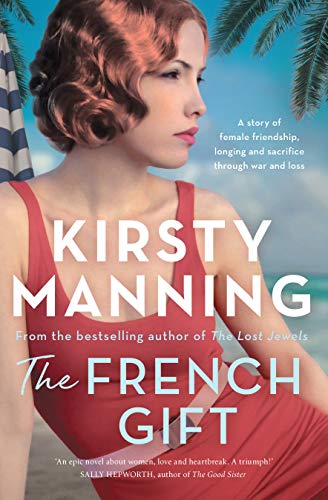 A story of
female friendship,
longing and sacrifice
through war and loss
KIRSTY
MANNING
From the bestselling author of The Lost Jewels
The FRENCH
GIFT
'An epic novel about women, love and heartbreak. A triumph!'
SALLY HEPWORTH, author of The Good Sister